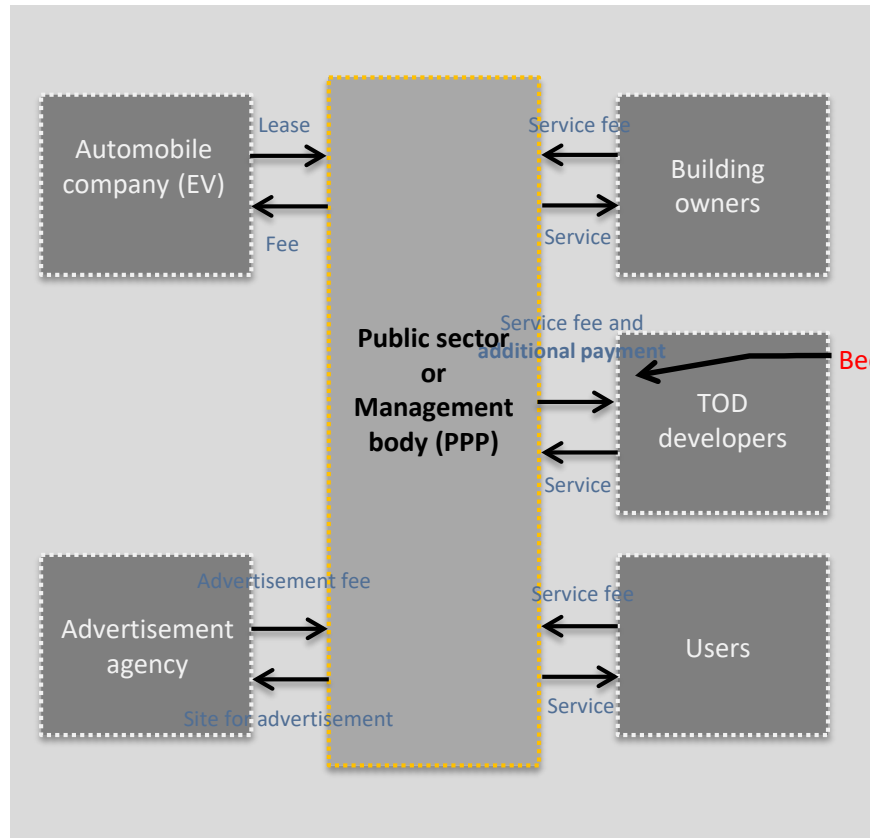 Automobile
company (EV)
Lease
Fee
Service fee
Service
Building
owners
Public sector
or
Management
body (PPP)
Service fee and
additional payment
Service
TOD
developers
Advertisement
agency
Advertisement fee
Site for advertisement
Service fee
Service
Users